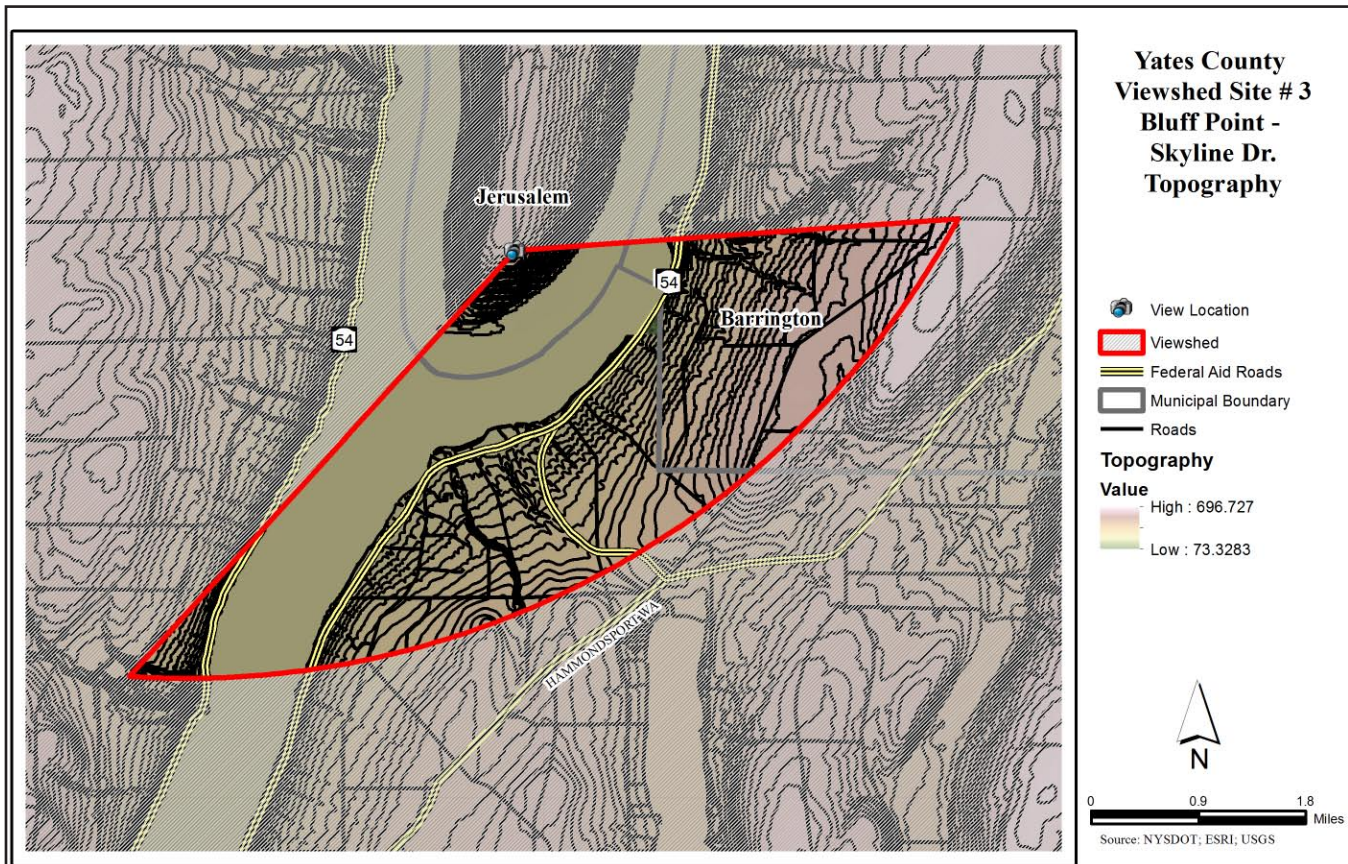 Yates County
Viewshed Site # 3
Bluff Point -
Skyline Dr.
Topography
Jerusalem
54
Barrington
54
HAMMONDSPORT WA
View Location
Viewshed
Federal Aid Roads
Municipal Boundary
Roads
Topography
Value
High : 696.727
Low : 73.3283
N
0 0.9 1.8
Miles
Source: NYSDOT; ESRI; USGS